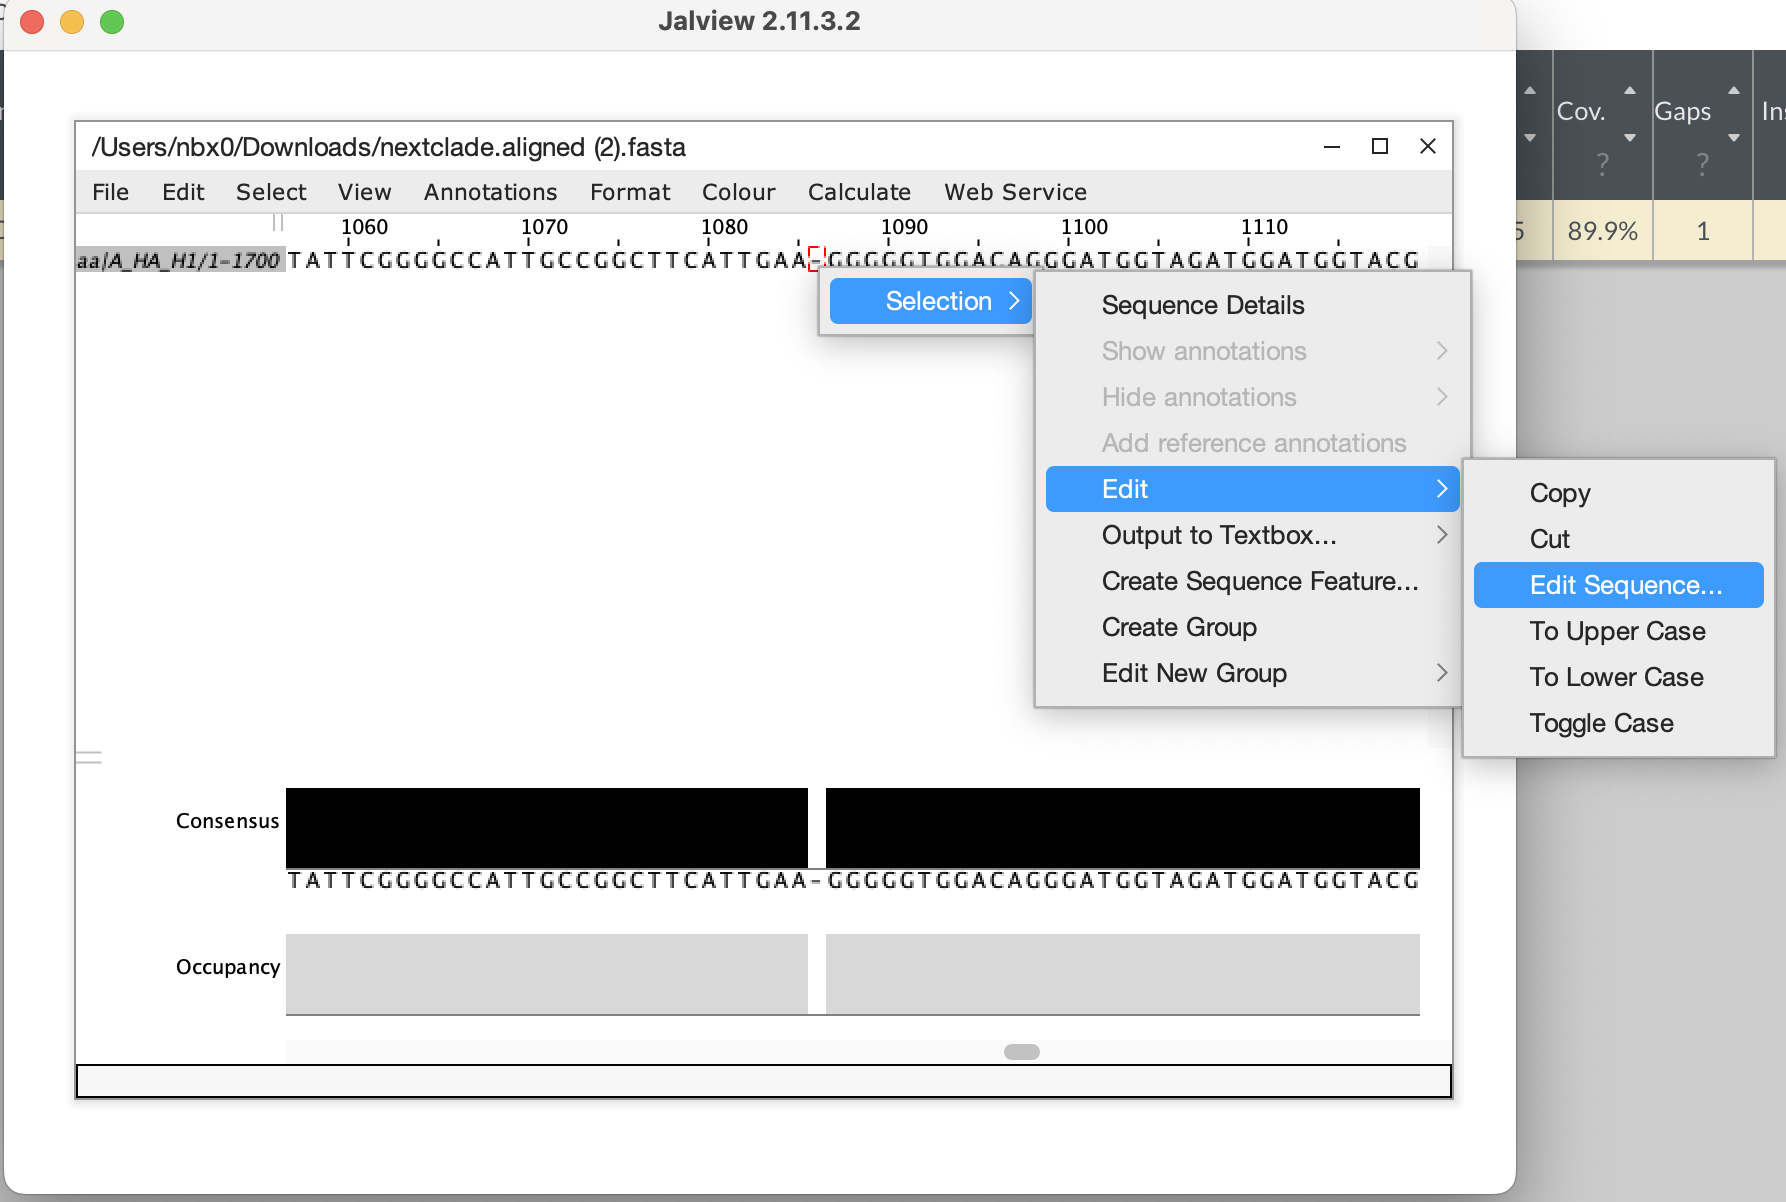 Jalview 2.11.3.2
/Users/nbx0/Downloads/nextclade.aligned (2).fasta
File Edit Select View Annotations Format Colour Calculate Web Service
1060 1070 1080 1090 1100 1110
aa|A_HA_H1/1-1700 TATTCGGGGCCATTGCCGGCTTCATTGAA-GGGGGTGGACAGGGATGGTAGATGGATGGTACG
Selection
Sequence Details
Show annotations
Hide annotations
Add reference annotations
Edit
Output to Textbox...
Create Sequence Feature...
Create Group
Edit New Group
Copy
Cut
Edit Sequence...
To Upper Case
To Lower Case
Toggle Case
Consensus
TATTCGGGGCCATTGCCGGCTTCATTGAA-GGGGGTGGACAGGGATGGTAGATGGATGGTACG
Occupancy
Cov. Gaps
? ?
5 89.9% 1